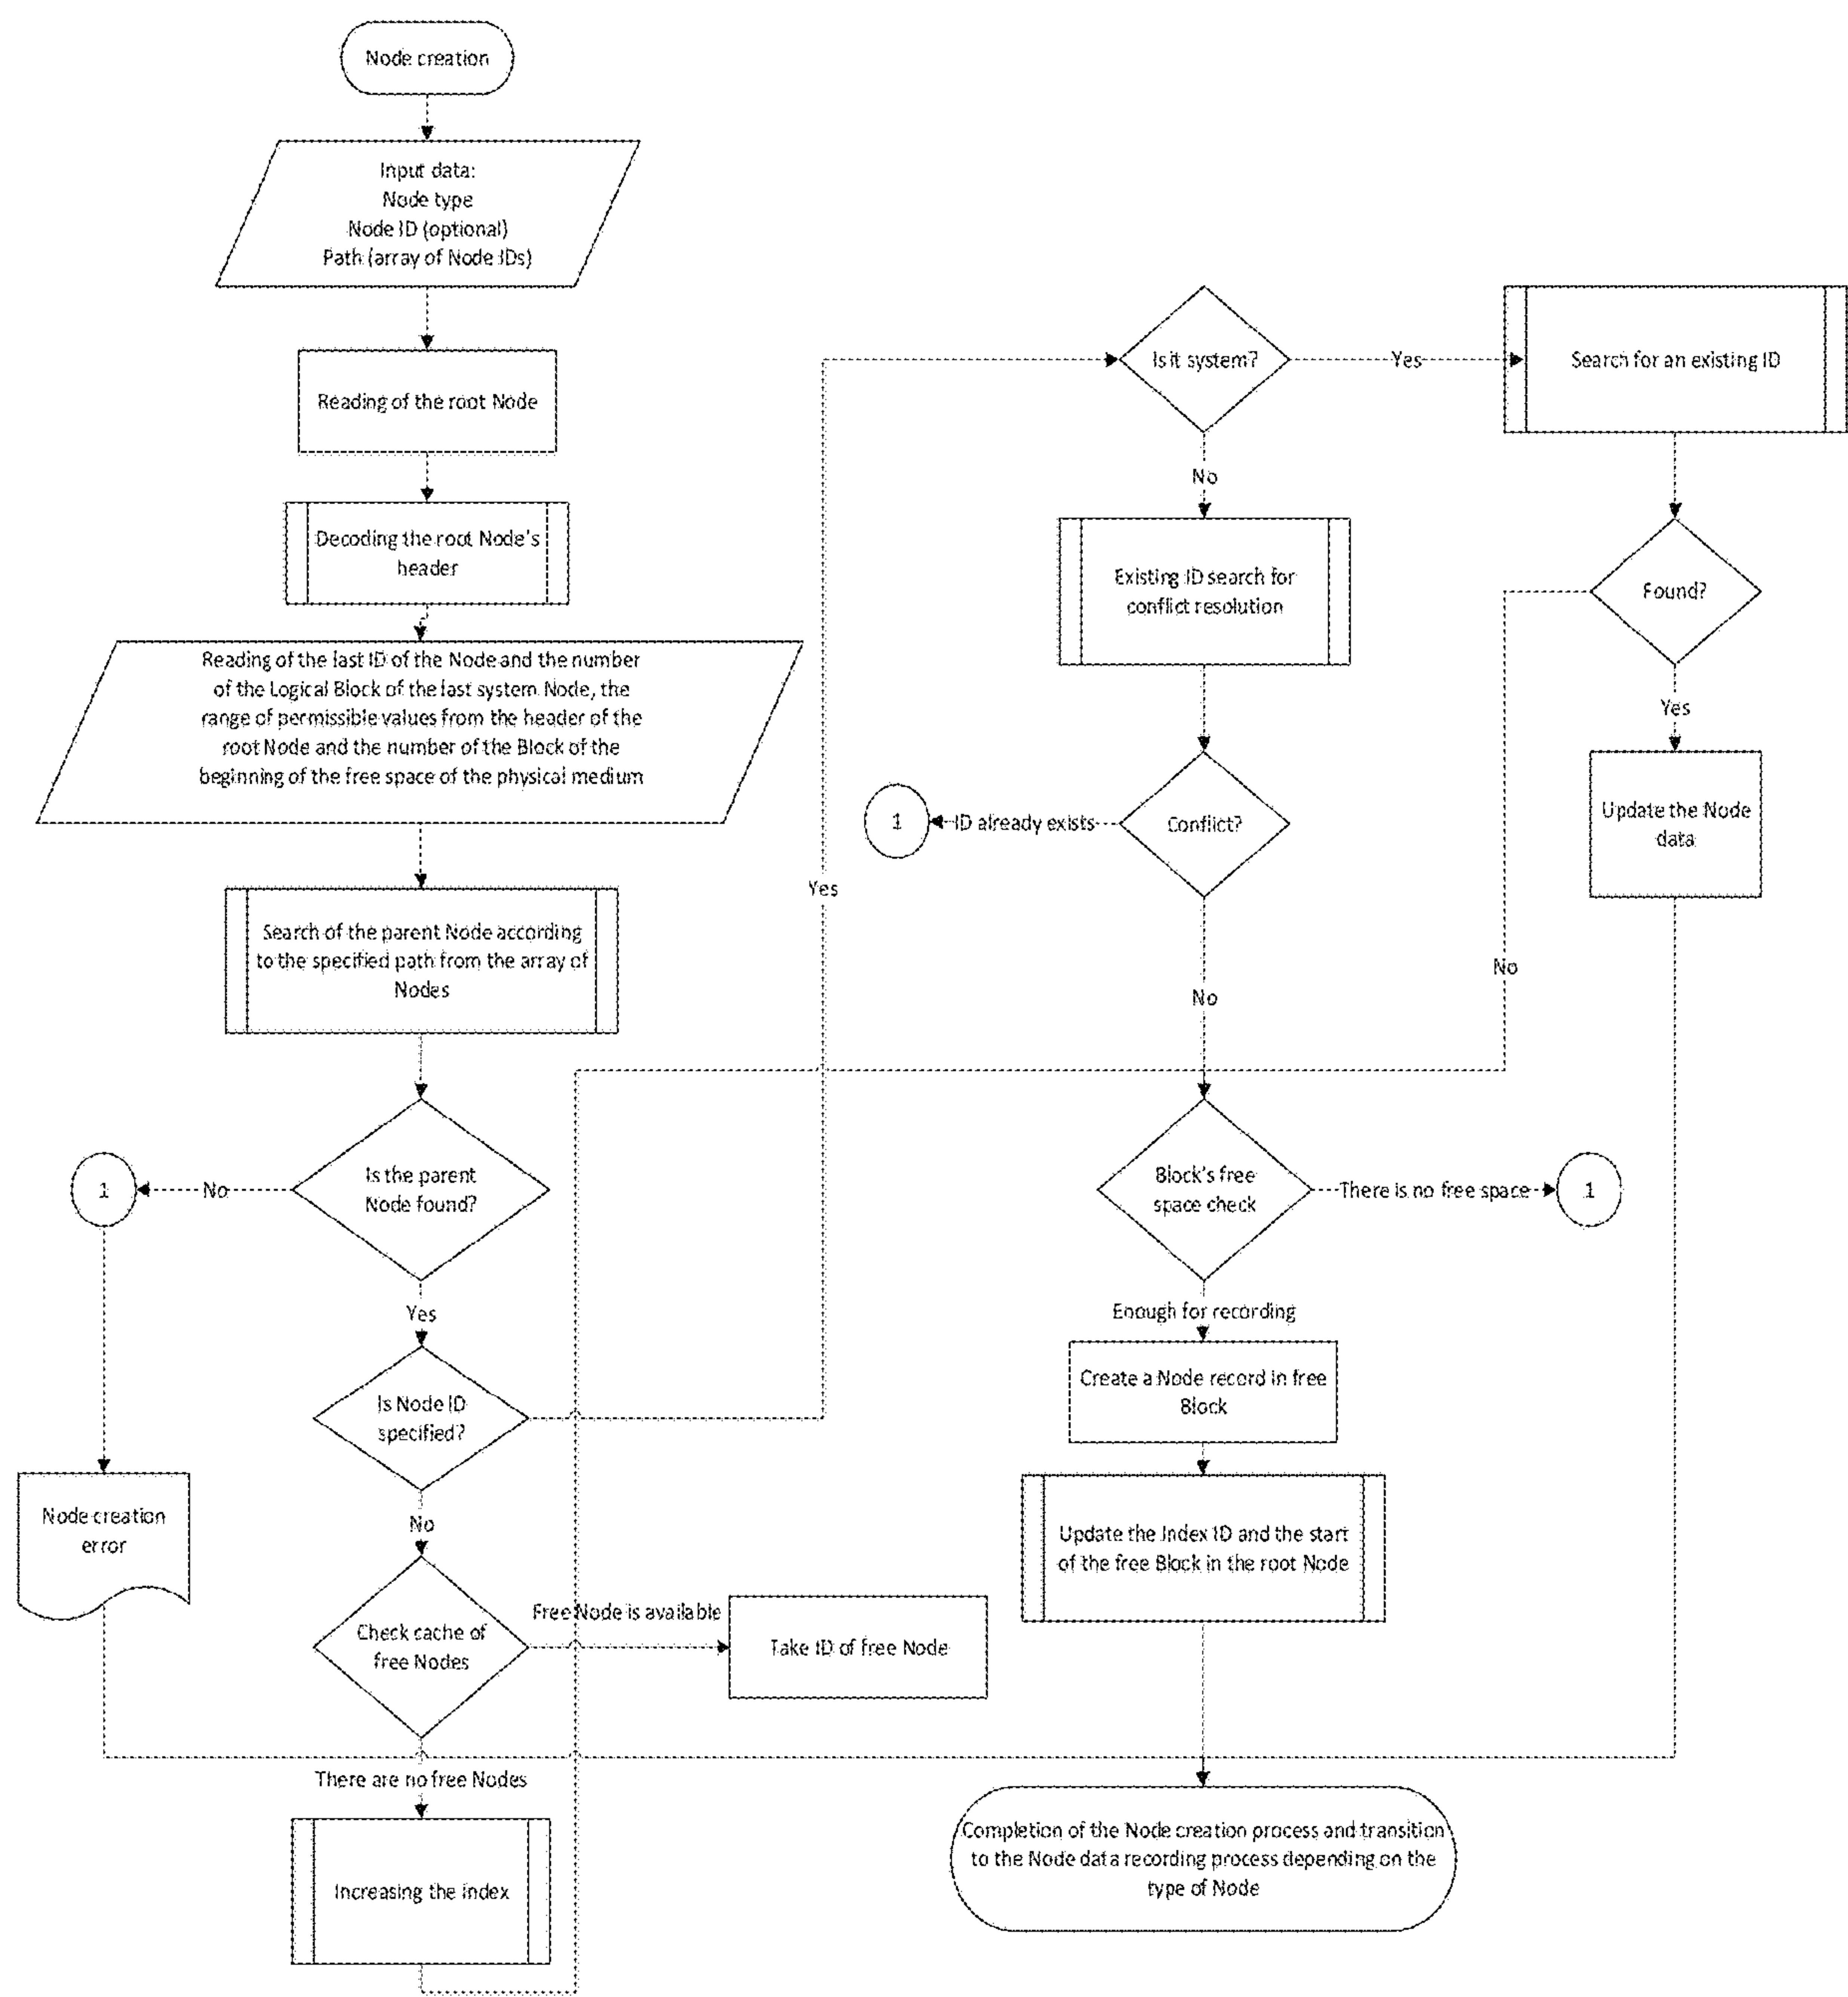 Node creation
Input data:
Node type
Node ID (optional)
Path (array of Node IDs)
Reading of the root Node
Decoding the root Node's
header
Reading of the last ID of the Node and the number
of the Logical Block of the last system Node, the
range of permissible values from the header of the
root Node and the number of the Block of the
beginning of the free space of the physical medium
Search of the parent Node according
to the specified path from the array of
Nodes
Is the parent
Node found?
No
1
Yes
Is Node ID
specified?
Yes
No
Node creation
error
Check cache of
free Nodes
Free Node is available
Take ID of free Node
There are no free Nodes
Increasing the index
Is it system?
Yes
Search for an existing ID
No
Existing ID search for
conflict resolution
Found?
Yes
Update the Node
data
No
Conflict?
ID already exists
1
No
Block's free
space check
There is no free space
1
Enough for recording
Create a Node record in free
Block
Update the Index ID and the start
of the free Block in the root Node
Completion of the Node creation process and transition
to the Node data recording process depending on the
type of Node